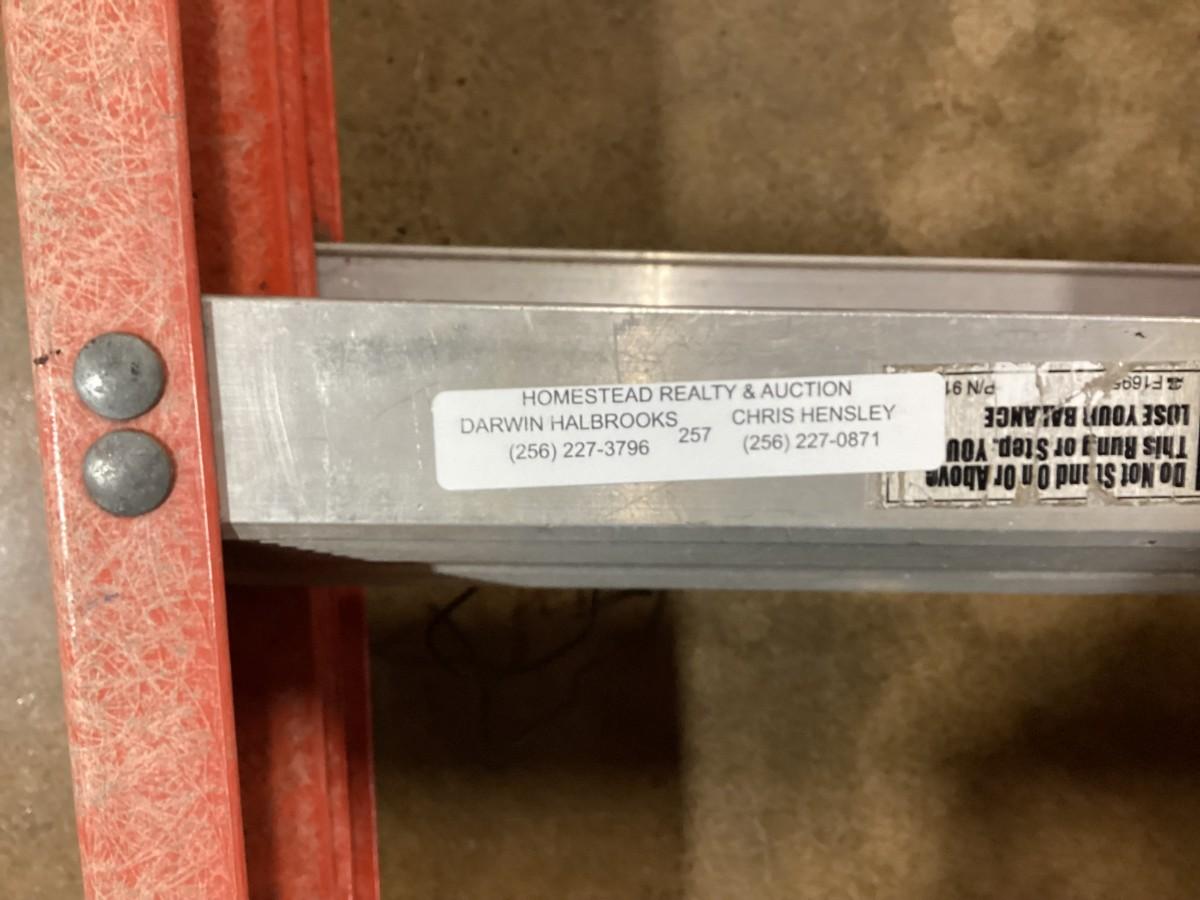 HOMESTEAD REALTY & AUCTION
DARWIN HALBROOKS CHRIS HENSLEY
257
(256) 227-3796 (256) 227-0871
Do Not Stand On Or Above
This Rung or Step. YOU
LOSE YOUR BALANCE
P/N 91